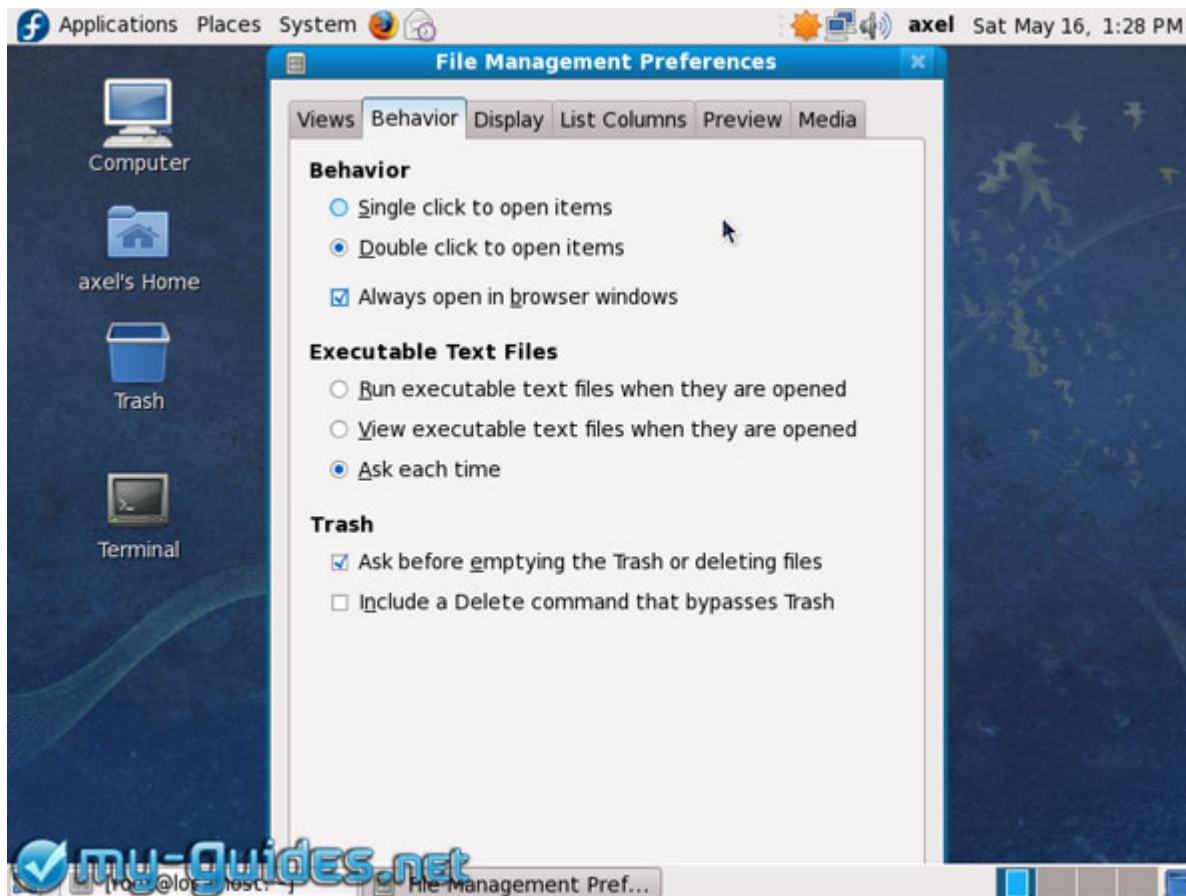 Applications Places System axel Sat May 16, 1:28 PM
File Management Preferences
Views Behavior Display List Columns Preview Media
Computer
axel's Home
Trash
Terminal
Behavior
Single click to open items
Double click to open items
Always open in browser windows
Executable Text Files
Run executable text files when they are opened
View executable text files when they are opened
Ask each time
Trash
Ask before emptying the Trash or deleting files
Include a Delete command that bypasses Trash
my-guides.net
File Management Pref...